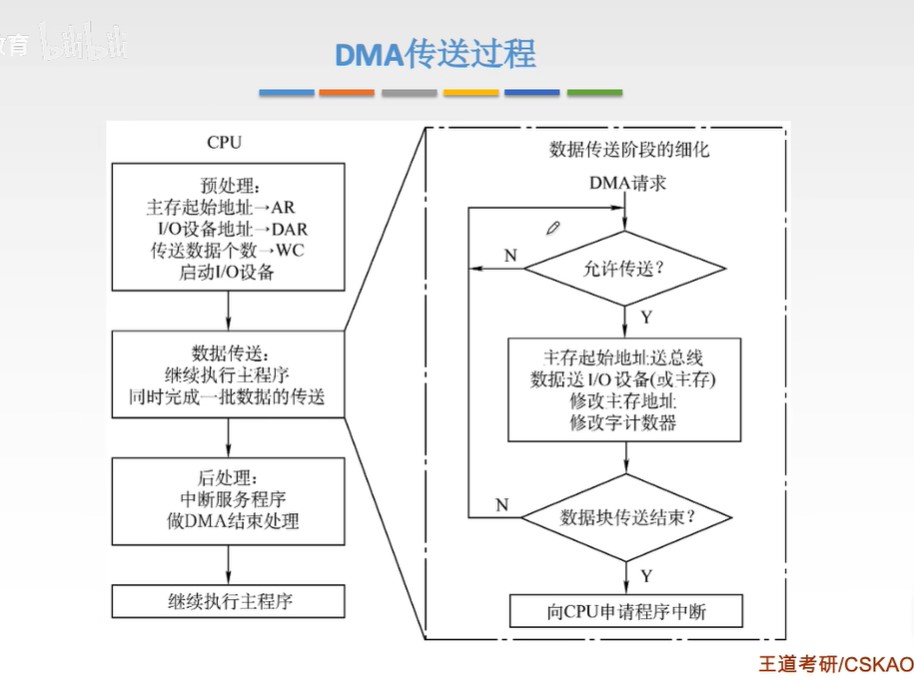 教育 bilibili
DMA传送过程
CPU
预处理：
主存起始地址→AR
I/O设备地址→DAR
传送数据个数→WC
启动I/O设备
数据传送：
继续执行主程序
同时完成一批数据的传送
后处理：
中断服务程序
做DMA结束处理
继续执行主程序
数据传送阶段的细化
DMA请求
允许传送？
N
Y
主存起始地址送总线
数据送I/O设备(或主存)
修改主存地址
修改字计数器
数据块传送结束？
N
Y
向CPU申请程序中断
王道考研/CSKAO